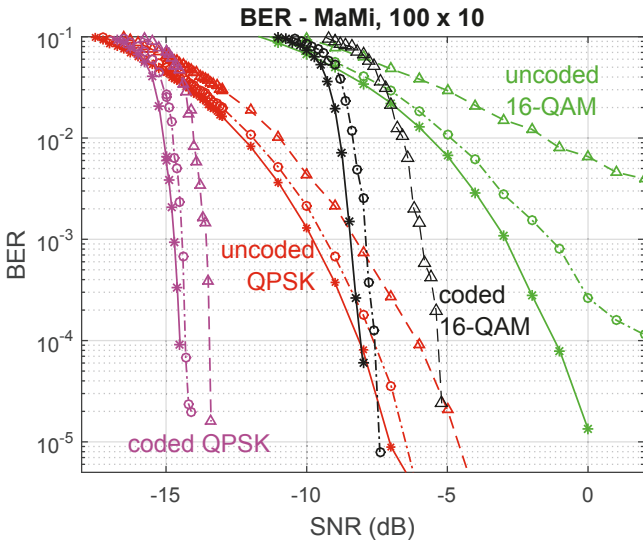 BER - MaMi, 100 x 10
BER
10^-1
10^-2
10^-3
10^-4
10^-5
uncoded
16-QAM
uncoded
QPSK
coded
16-QAM
coded QPSK
-15
-10
-5
0
2
SNR (dB)